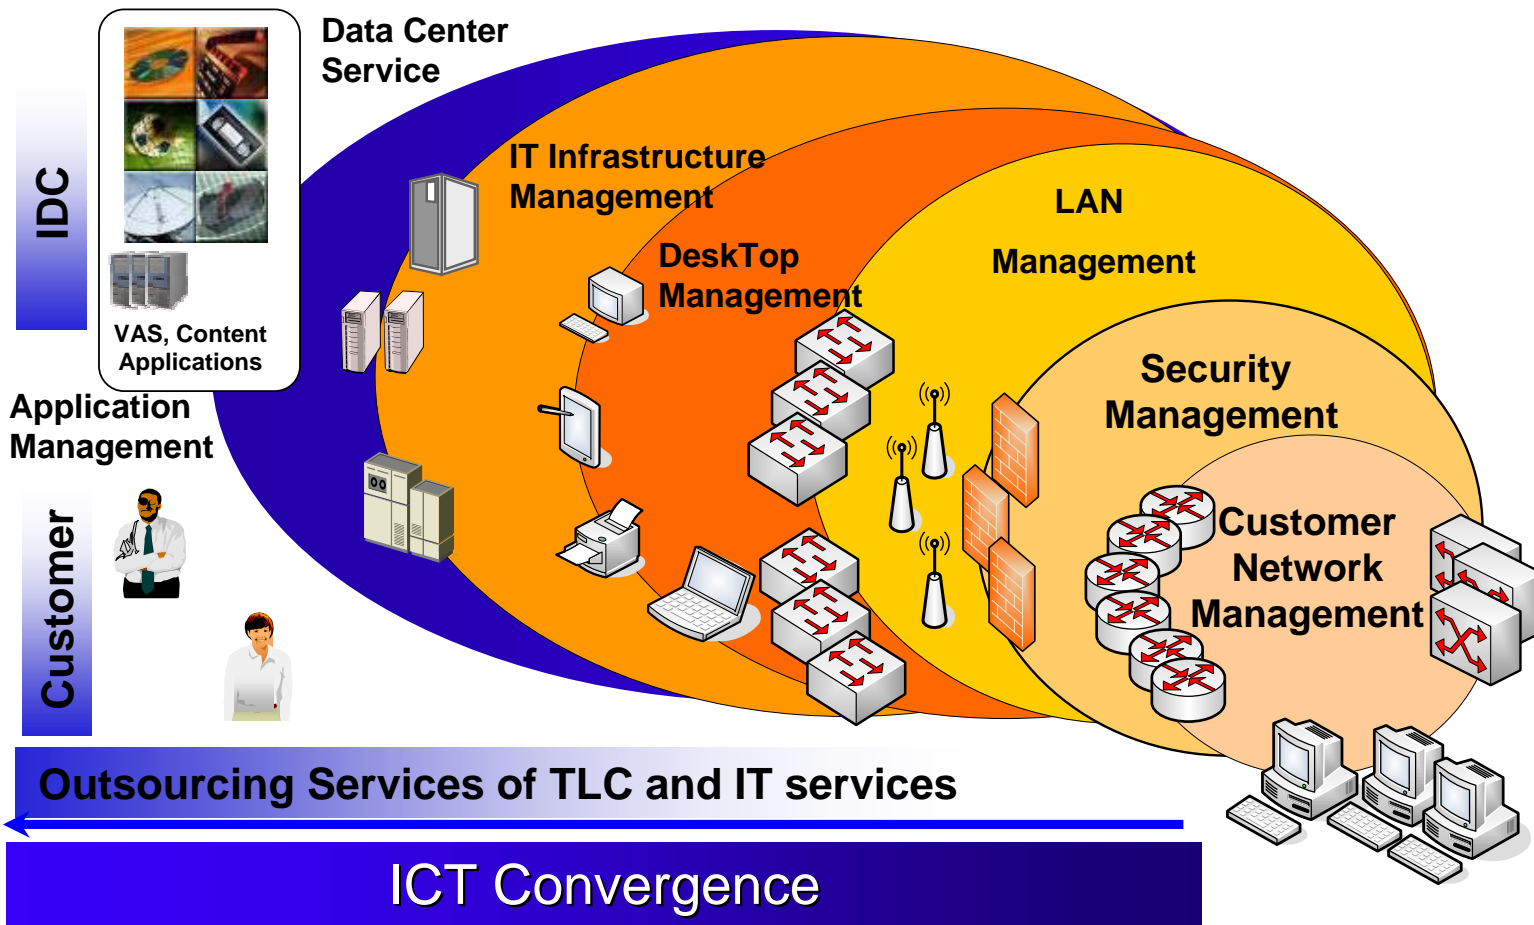 Data Center
Service
IDC
VAS, Content
Applications
IT Infrastructure
Management
DeskTop
Management
LAN
Management
Security
Management
Application
Management
Customer
Customer
Network
Management
Outsourcing Services of TLC and IT services
ICT Convergence